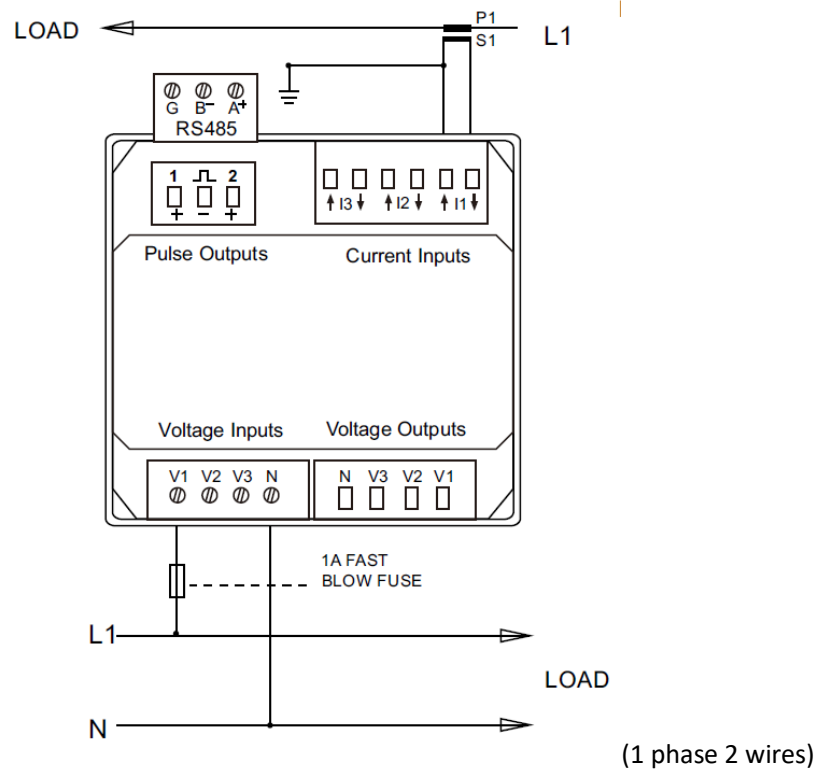 P1
LOAD L1
S1
G B- A+
RS485
1 2
+ - +
I3 I2 I1
Pulse Outputs Current Inputs
Voltage Inputs Voltage Outputs
V1 V2 V3 N N V3 V2 V1
1A FAST
BLOW FUSE
L1
LOAD
N
(1 phase 2 wires)